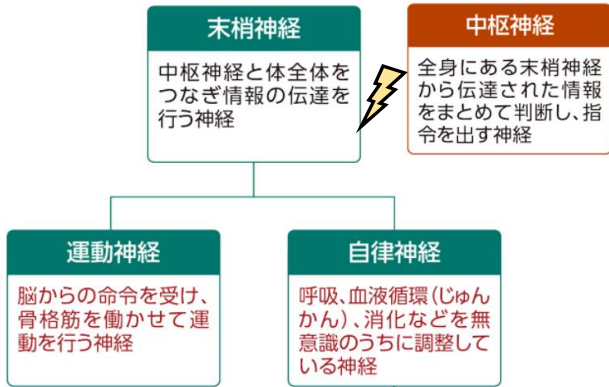 末梢神経
中枢神経と体全体を
つなぎ情報の伝達を
行う神経
中枢神経
全身にある末梢神経
から伝達された情報
をまとめて判断し、指
令を出す神経
運動神経
脳からの命令を受け、
骨格筋を働かせて運
動を行う神経
自律神経
呼吸、血液循環(じゅん
かん)、消化などを無
意識のうちに調整して
いる神経